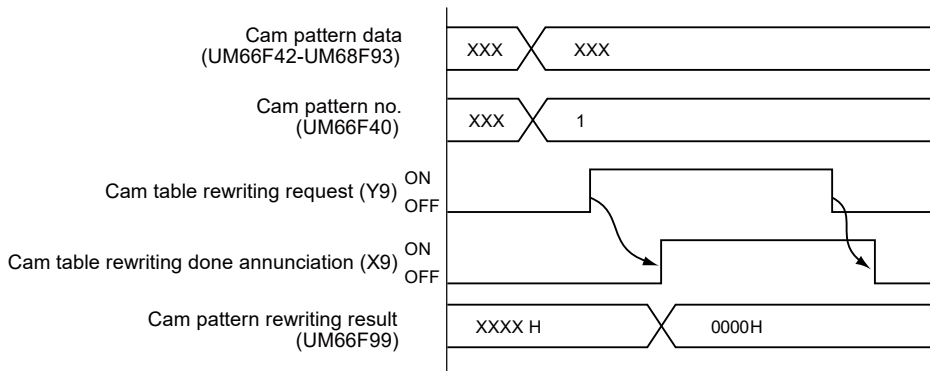 Cam pattern data
(UM66F42-UM68F93)
XXX XXX
Cam pattern no.
(UM66F40)
XXX 1
Cam table rewriting request (Y9)
ON
OFF
Cam table rewriting done annunciation (X9)
ON
OFF
Cam pattern rewriting result
(UM66F99)
XXXX H 0000H